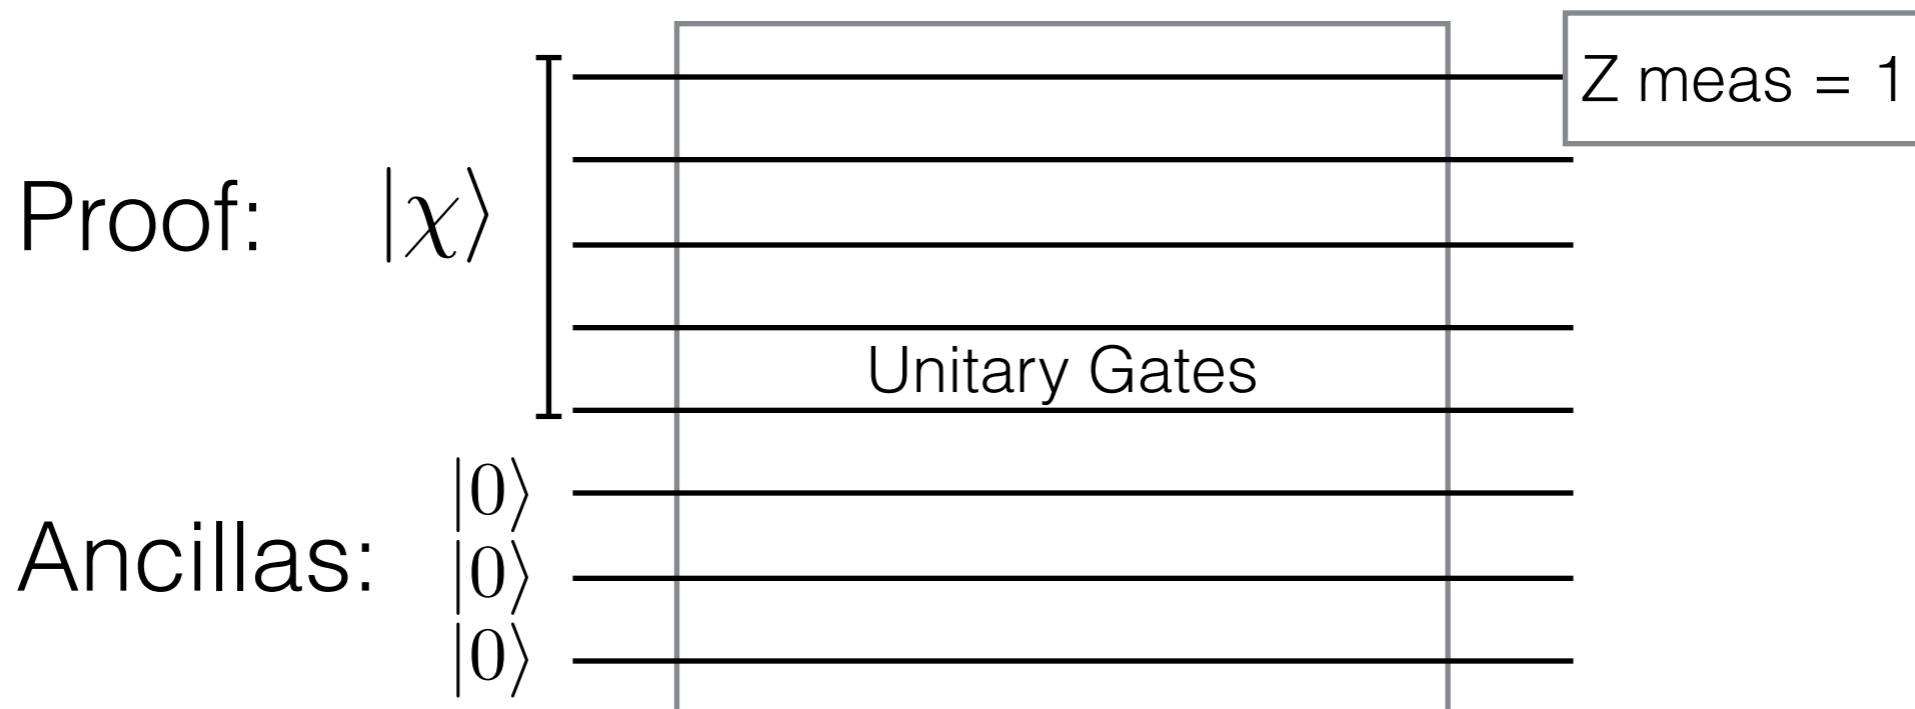 Z meas = 1
Proof: |χ⟩
Unitary Gates
|0⟩
Ancillas: |0⟩
|0⟩